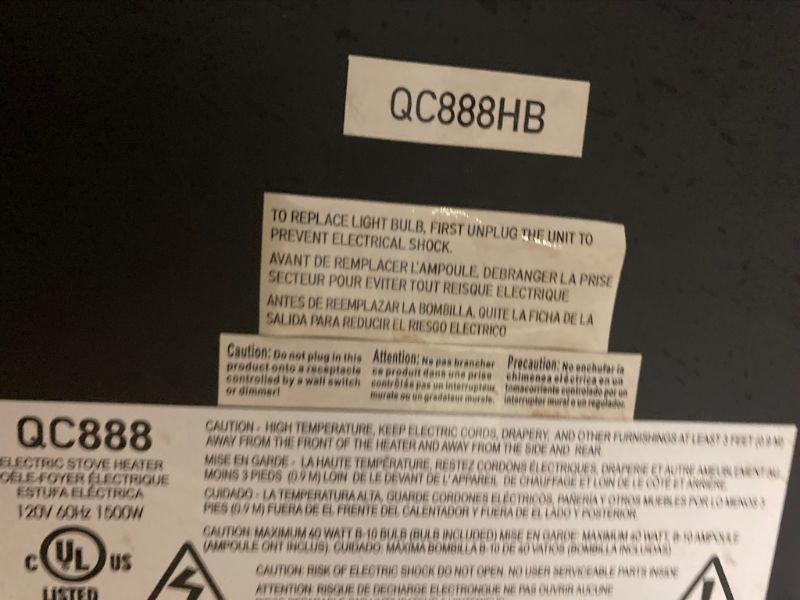 QC888HB
TO REPLACE LIGHT BULB, FIRST UNPLUG THE UNIT TO
PREVENT ELECTRICAL SHOCK.
AVANT DE REMPLACER L'AMPOULE, DEBRANGER LA PRISE
SECTEUR POUR EVITER TOUT REISQUE ELECTRIQUE
ANTES DE REEMPLAZAR LA BOMBILLA, QUITE LA FICHA DE LA
SALIDA PARA REDUCIR EL RIESGO ELECTRICO
Caution: Do not plug in this
product onto a receptacle
controlled by a wall switch
or dimmer!
Attention: Ne pas brancher
ce produit dans une prise
contrôlée pas un interrupteur
murale ou un gradateur murale.
Precaución: No enchufar la
chimenea eléctrica en un
tomacorriente controlado por un
interruptor mural o un regulador.
QC888
ELECTRIC STOVE HEATER
POÊLE-FOYER ÉLECTRIQUE
ESTUFA ELÉCTRICA
120V 60Hz 1500W
C UL US
LISTED
CAUTION - HIGH TEMPERATURE, KEEP ELECTRIC CORDS, DRAPERY, AND OTHER FURNISHINGS AT LEAST 3 FEET (0.9 M)
AWAY FROM THE FRONT OF THE HEATER AND AWAY FROM THE SIDE AND REAR.
MISE EN GARDE - LA HAUTE TEMPÉRATURE, RESTEZ CORDONS ÉLECTRIQUES, DRAPERIE ET AUTRE AMEUBLEMENT AU
MOINS 3 PIEDS (0.9 M) LOIN DE LE DEVANT DE L'APPAREIL DE CHAUFFAGE ET LOIN DE LE CÔTE ET ARRIÈRE.
CUIDADO - LA TEMPERATURA ALTA, GUARDE CORDONES ELÉCTRICOS, PAÑERÍA Y OTROS MUEBLES POR LO MENOS 3
PIES (0.9 M) FUERA DE EL FRENTE DEL CALENTADOR Y FUERA DE EL LADO Y POSTERIOR.
CAUTION: MAXIMUM 60 WATT B-10 BULB (BULB INCLUDED) MISE EN GARDE: MAXIMUM 60 WATT, B-10 AMPOULE
(AMPOULE ONT INCLUS). CUIDADO: MÁXIMA BOMBILLA B-10 DE 60 VATIOS (BOMBILLA INCLUIDAS)
CAUTION: RISK OF ELECTRIC SHOCK DO NOT OPEN. NO USER SERVICEABLE PARTS INSIDE
ATTENTION: RISQUE DE DECHARGE ELECTRONQUE NE PAS OUVRIR AUCUNE